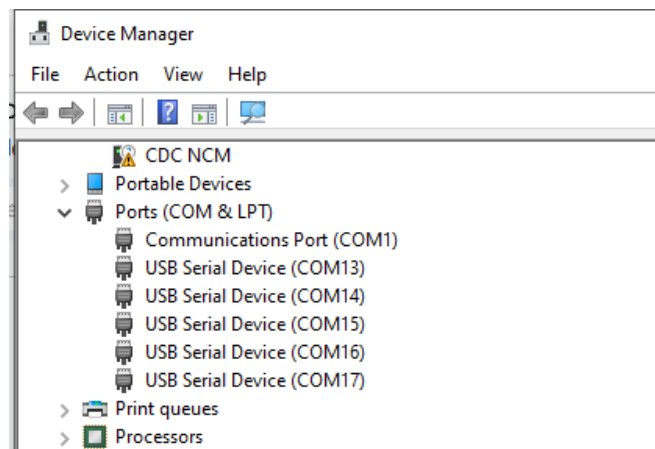 Device Manager
File Action View Help
CDC NCM
Portable Devices
Ports (COM & LPT)
Communications Port (COM1)
USB Serial Device (COM13)
USB Serial Device (COM14)
USB Serial Device (COM15)
USB Serial Device (COM16)
USB Serial Device (COM17)
Print queues
Processors